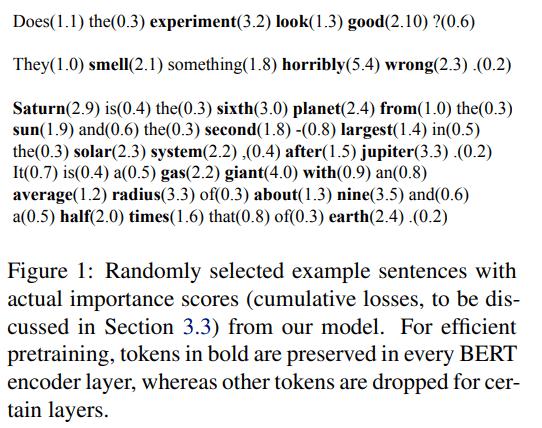 Does(1.1) the(0.3) experiment(3.2) look(1.3) good(2.10) ?(0.6)
They(1.0) smell(2.1) something(1.8) horribly(5.4) wrong(2.3) .(0.2)
Saturn(2.9) is(0.4) the(0.3) sixth(3.0) planet(2.4) from(1.0) the(0.3)
sun(1.9) and(0.6) the(0.3) second(1.8) -(0.8) largest(1.4) in(0.5)
the(0.3) solar(2.3) system(2.2) ,(0.4) after(1.5) jupiter(3.3) .(0.2)
It(0.7) is(0.4) a(0.5) gas(2.2) giant(4.0) with(0.9) an(0.8)
average(1.2) radius(3.3) of(0.3) about(1.3) nine(3.5) and(0.6)
a(0.5) half(2.0) times(1.6) that(0.8) of(0.3) earth(2.4) .(0.2)
Figure 1: Randomly selected example sentences with
actual importance scores (cumulative losses, to be dis-
cussed in Section 3.3) from our model. For efficient
pretraining, tokens in bold are preserved in every BERT
encoder layer, whereas other tokens are dropped for cer-
tain layers.